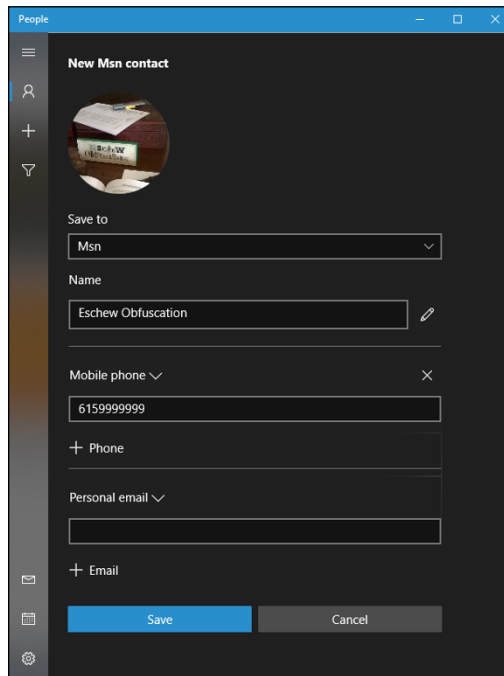 People
New Msn contact
Save to
Msn
Name
Eschew Obfuscation
Mobile phone
6159999999
+ Phone
Personal email
+ Email
Save
Cancel